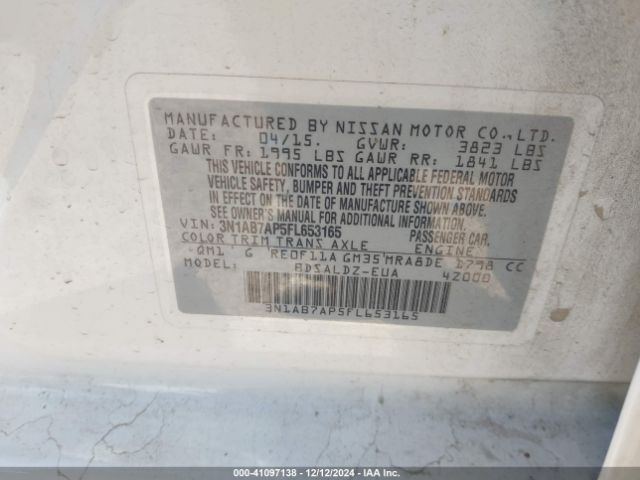 MANUFACTURED BY NISSAN MOTOR CO.,LTD.
DATE: 04/15. GVWR: 3823 LBS
GAWR FR: 1995 LBS GAWR RR: 1841 LBS
THIS VEHICLE CONFORMS TO ALL APPLICABLE FEDERAL MOTOR
VEHICLE SAFETY, BUMPER AND THEFT PREVENTION STANDARDS
IN EFFECT ON THE DATE OF MANUFACTURE SHOWN ABOVE.
SEE OWNER'S MANUAL FOR ADDITIONAL INFORMATION.
VIN: 3N1AB7AP5FL653165 PASSENGER CAR.
COLOR TRIM TRANS AXLE ENGINE
QM1 G RE0F11A GM35 MRA8DE 1798 CC
MODEL: BDSALDZ-EUA 42000
3N1AB7AP5FL653165
000-41097138 - 12/12/2024 - IAA Inc.